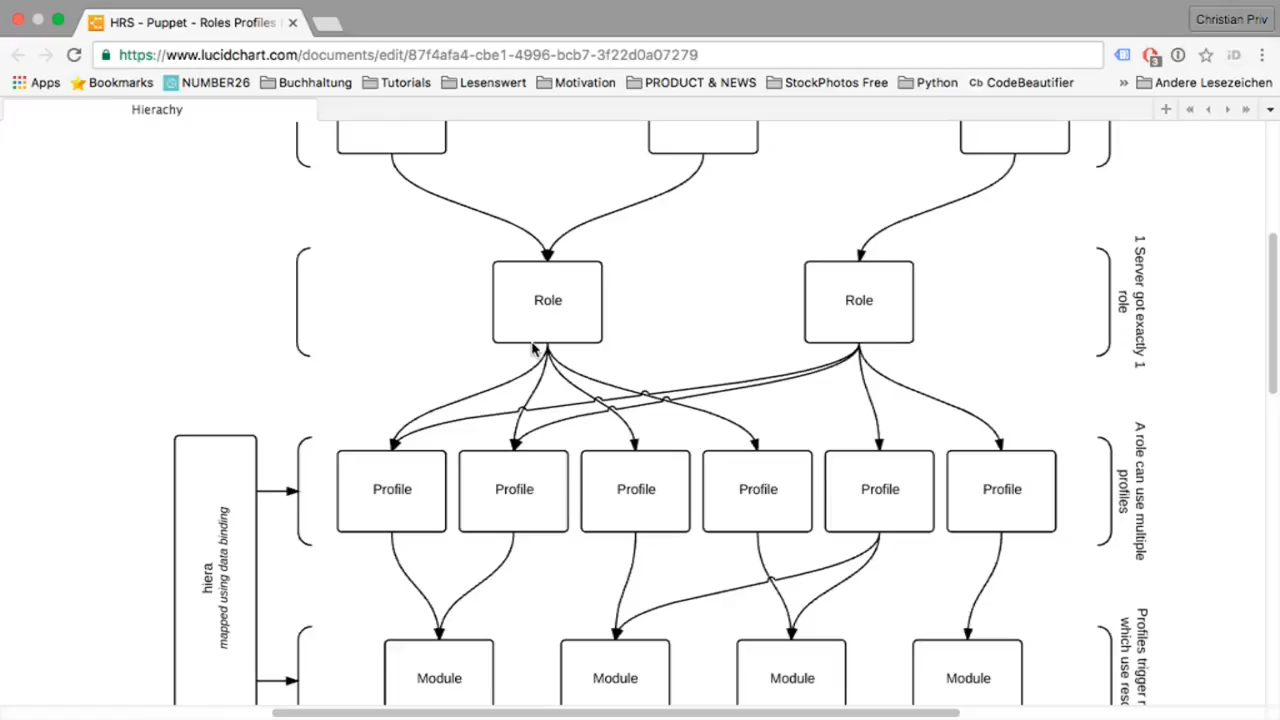 HRS - Puppet - Roles Profiles
Christian Priv
https://www.lucidchart.com/documents/edit/87f4afa4-cbe1-4996-bcb7-3f22d0a07279
Apps Bookmarks NUMBER26 Buchhaltung Tutorials Lesenswert Motivation PRODUCT & NEWS StockPhotos Free Python Cb CodeBeautifier » Andere Lesezeichen
Hierachy
Role Role
1 Server got exactly 1
role
Profile Profile Profile Profile Profile Profile
A role can use multiple
profiles
hiera
mapped using data binding
Module Module Module Module
Profiles trigger
which use